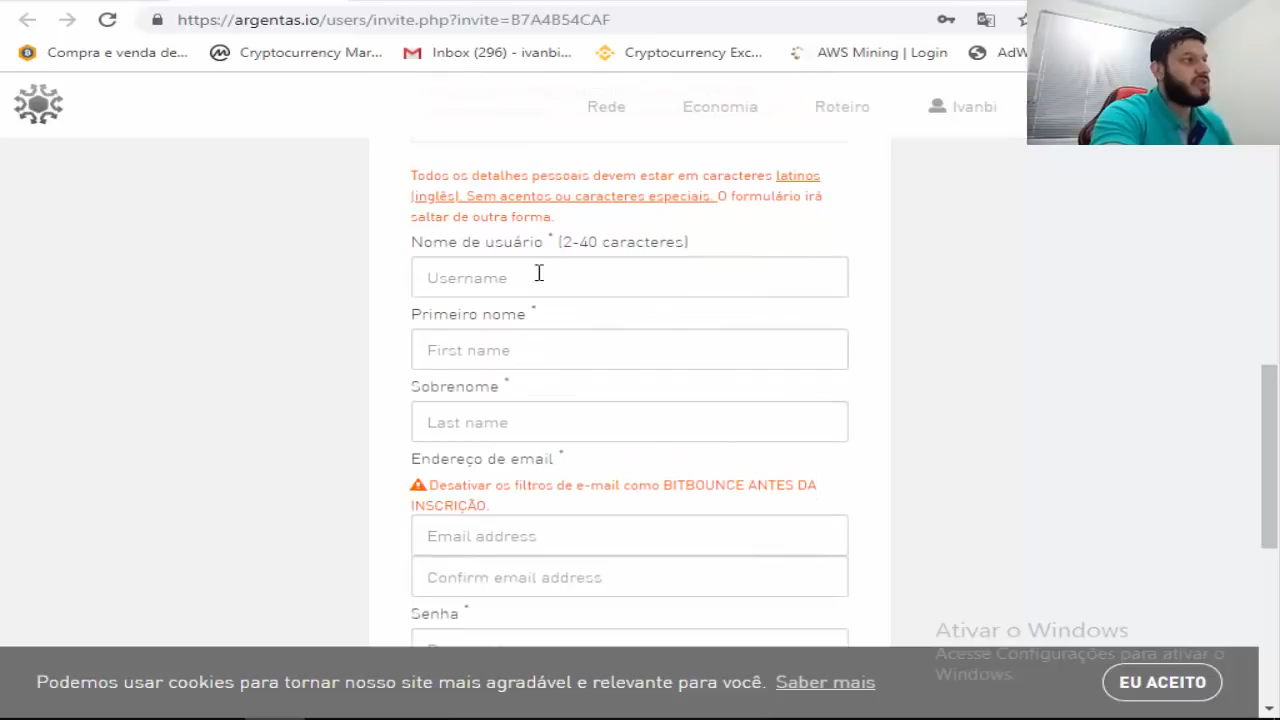 https://argentas.io/users/invite.php?invite=B7A4B54CAF
Compra e venda de... Cryptocurrency Mar... Inbox (296) - ivanbi... Cryptocurrency Exc... AWS Mining | Login AdW
Rede Economia Roteiro Ivanbi
Todos os detalhes pessoais devem estar em caracteres latinos
(inglês). Sem acentos ou caracteres especiais. O formulário irá
saltar de outra forma.
Nome de usuário * (2-40 caracteres)
Username
Primeiro nome *
First name
Sobrenome *
Last name
Endereço de email *
Desativar os filtros de e-mail como BITBOUNCE ANTES DA
INSCRIÇÃO.
Email address
Confirm email address
Senha *
Ativar o Windows
Acesse Configurações para ativar o
Windows.
Podemos usar cookies para tornar nosso site mais agradável e relevante para você. Saber mais
EU ACEITO